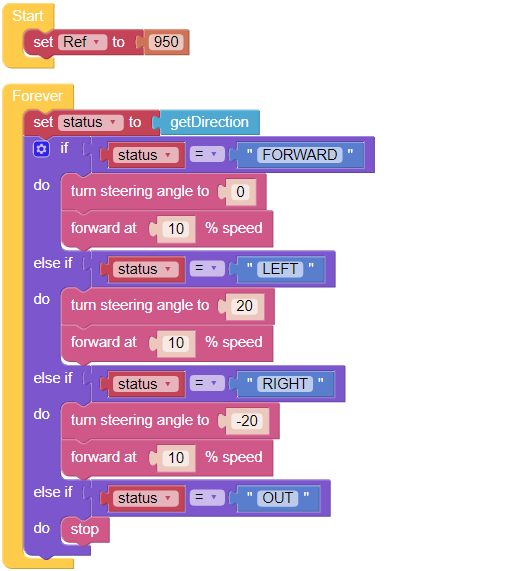 Start
set Ref to 950
Forever
set status to getDirection
if status = " FORWARD "
do turn steering angle to 0
forward at 10 % speed
else if status = " LEFT "
do turn steering angle to 20
forward at 10 % speed
else if status = " RIGHT "
do turn steering angle to -20
forward at 10 % speed
else if status = " OUT "
do stop